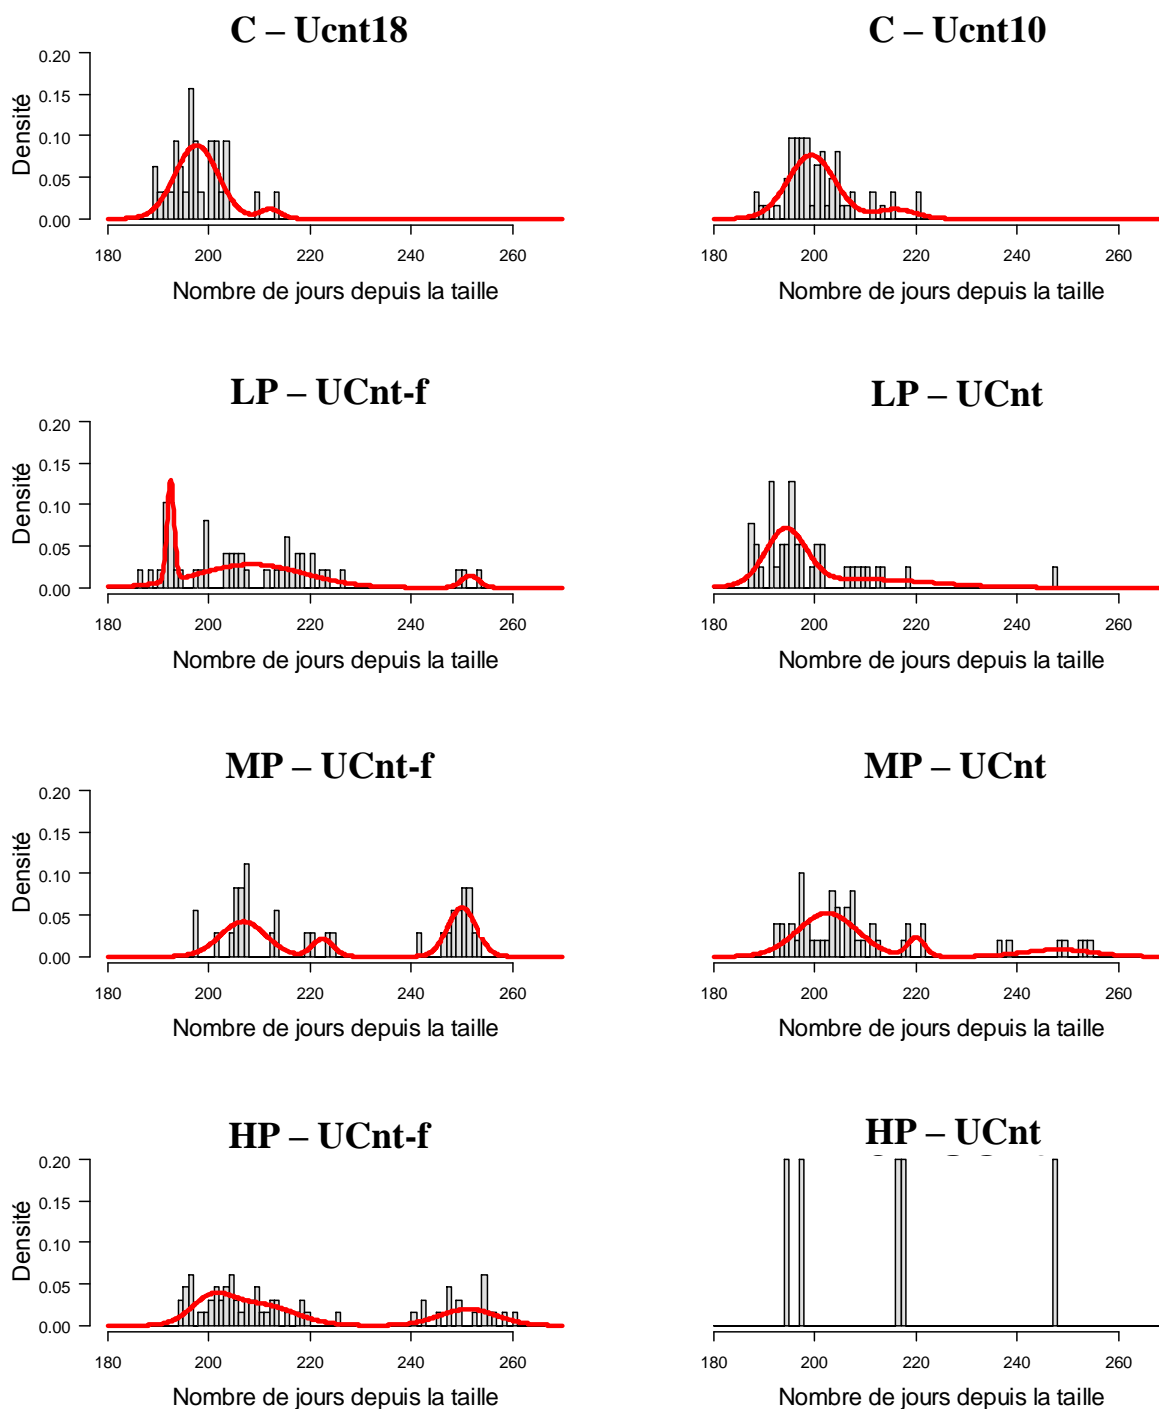 C – Ucnt18
C – Ucnt10
Densité
0.20
0.15
0.10
0.05
0.00
180 200 220 240 260
180 200 220 240 260
Nombre de jours depuis la taille
Nombre de jours depuis la taille
LP – UCnt-f
LP – UCnt
Densité
0.20
0.15
0.10
0.05
0.00
180 200 220 240 260
180 200 220 240 260
Nombre de jours depuis la taille
Nombre de jours depuis la taille
MP – UCnt-f
MP – UCnt
Densité
0.20
0.15
0.10
0.05
0.00
180 200 220 240 260
180 200 220 240 260
Nombre de jours depuis la taille
Nombre de jours depuis la taille
HP – UCnt-f
HP – UCnt
Densité
0.20
0.15
0.10
0.05
0.00
180 200 220 240 260
180 200 220 240 260
Nombre de jours depuis la taille
Nombre de jours depuis la taille